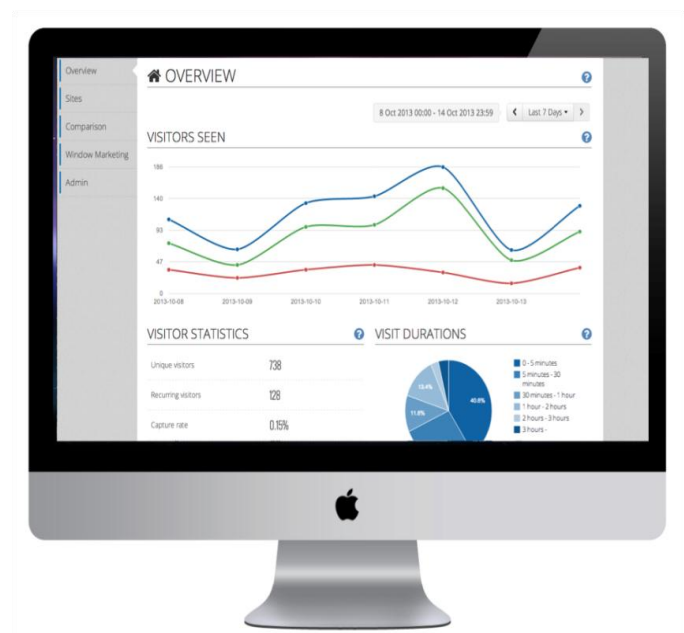 Overview
Sites
Comparison
Window Marketing
Admin
OVERVIEW
?
8 Oct 2013 00:00 - 14 Oct 2013 23:59
Last 7 Days
VISITORS SEEN
?
186
140
93
47
0
2013-10-08
2013-10-09
2013-10-10
2013-10-11
2013-10-12
2013-10-13
VISITOR STATISTICS
?
Unique visitors
738
Recurring visitors
128
Capture rate
0.15%
VISIT DURATIONS
?
40.6%
11.8%
13.4%
0 - 5 minutes
5 minutes - 30
minutes
30 minutes - 1 hour
1 hour - 2 hours
2 hours - 3 hours
3 hours -